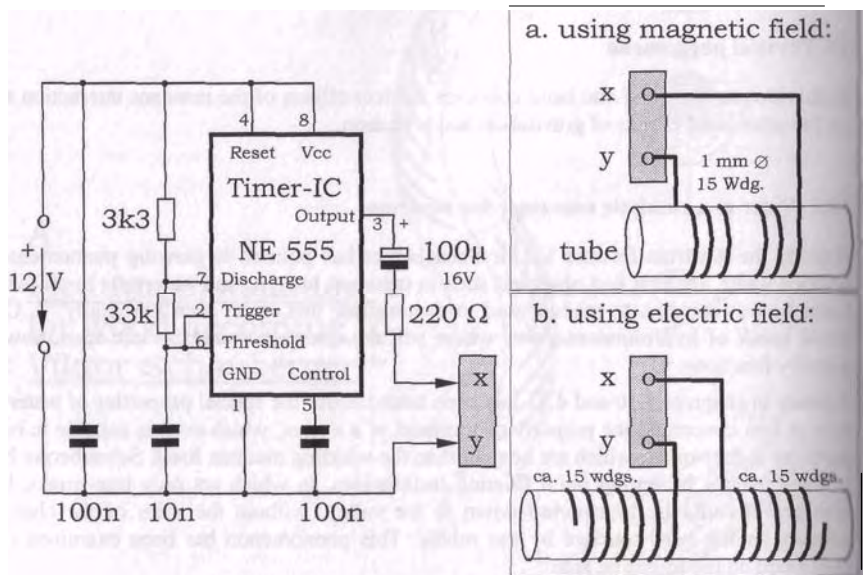 a. using magnetic field:
x
y
1 mm Ø
15 Wdg.
tube
b. using electric field:
x
y
ca. 15 wdgs.
ca. 15 wdgs.
4 8
Reset Vcc
Timer-IC
Output
NE 555
3 +
3k3
+
12 V
100µ
16V
7 Discharge
33k
2 Trigger
220 Ω
6 Threshold
GND Control
1 5
x
y
100n 10n 100n